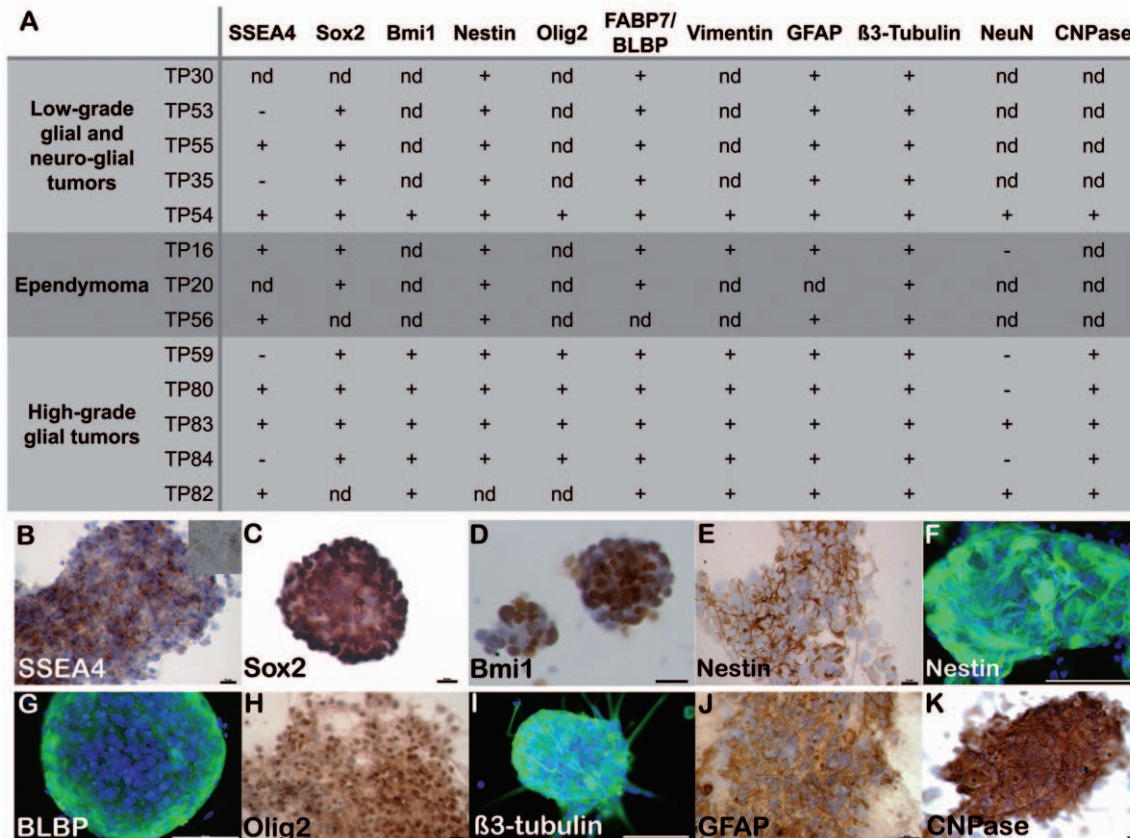 A
SSEA4 Sox2 Bmi1 Nestin Olig2 FABP7/ BLBP Vimentin GFAP ß3-Tubulin NeuN CNPase
Low-grade glial and neuro-glial tumors
TP30 nd nd nd + nd + nd + + nd nd
TP53 - + nd + nd + nd + + nd nd
TP55 + + nd + nd + nd + + nd nd
TP35 - + nd + nd + nd + + nd nd
TP54 + + + + + + + + + + +
Ependymoma
TP16 + + nd + nd + + + + - nd
TP20 nd + nd + nd + nd nd + nd nd
TP56 + nd nd + nd nd nd + + nd nd
High-grade glial tumors
TP59 - + + + + + + + + - +
TP80 + + + + + + + + + - +
TP83 + + + + + + + + + + +
TP84 - + + + + + + + + - +
TP82 + nd + nd nd + + + + + +
B SSEA4
C Sox2
D Bmi1
E Nestin
F Nestin
G BLBP
H Olig2
I ß3-tubulin
J GFAP
K CNPase